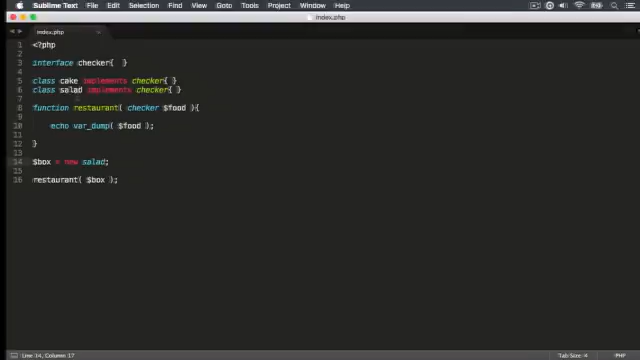 Sublime Text File Edit Selection Find View Goto Tools Project Window Help
index.php
index.php
1 <?php
2
3 interface checker{ }
4
5 class cake implements checker{ }
6 class salad implements checker{ }
7
8 function restaurant( checker $food ){
9
10 echo var_dump( $food );
11
12 }
13
14 $box = new salad;
15
16 restaurant( $box );
Line 14, Column 17 Tab Size: 4 PHP